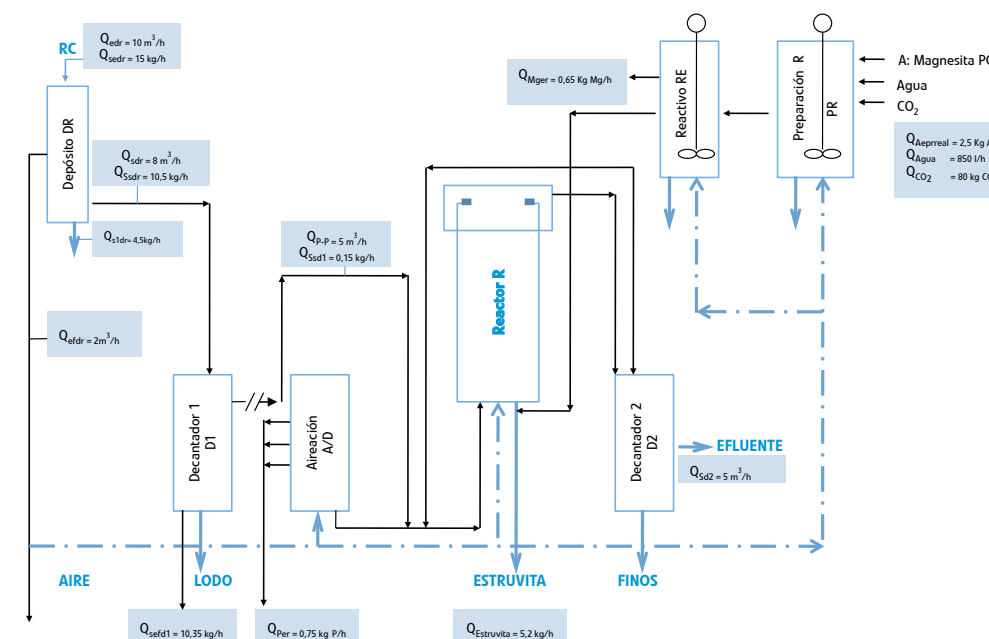 RC
Qedr = 10 m³/h
Qsedr = 15 kg/h
Depósito DR
Qsdr = 8 m³/h
QSsdr = 10,5 kg/h
Qs1dr= 4,5kg/h
Qefdr = 2m³/h
QP-P = 5 m³/h
QSsd1 = 0,15 kg/h
QMger = 0,65 Kg Mg/h
Reactivo RE
Preparación R
PR
A: Magnesita PC
Agua
CO₂
QAeprreal = 2,5 Kg A
QAgua = 850 l/h
QCO2 = 80 kg CO
Reactor R
Decantador 1
D1
Aireación
A/D
Decantador 2
D2
EFLUENTE
QSd2 = 5 m³/h
AIRE
LODO
ESTRUVITA
FINOS
Qsefd1 = 10,35 kg/h
QPer = 0,75 kg P/h
QEstruvita = 5,2 kg/h